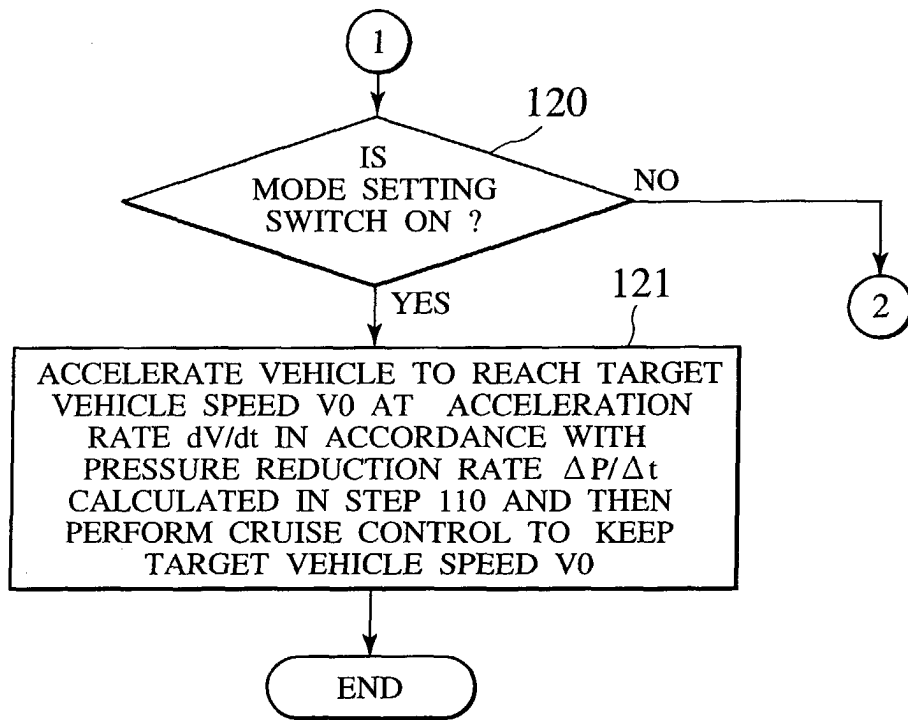 1
120
IS
MODE SETTING
SWITCH ON ?
NO
2
YES
121
ACCELERATE VEHICLE TO REACH TARGET
VEHICLE SPEED V0 AT ACCELERATION
RATE dV/dt IN ACCORDANCE WITH
PRESSURE REDUCTION RATE ΔP/Δt
CALCULATED IN STEP 110 AND THEN
PERFORM CRUISE CONTROL TO KEEP
TARGET VEHICLE SPEED V0
END